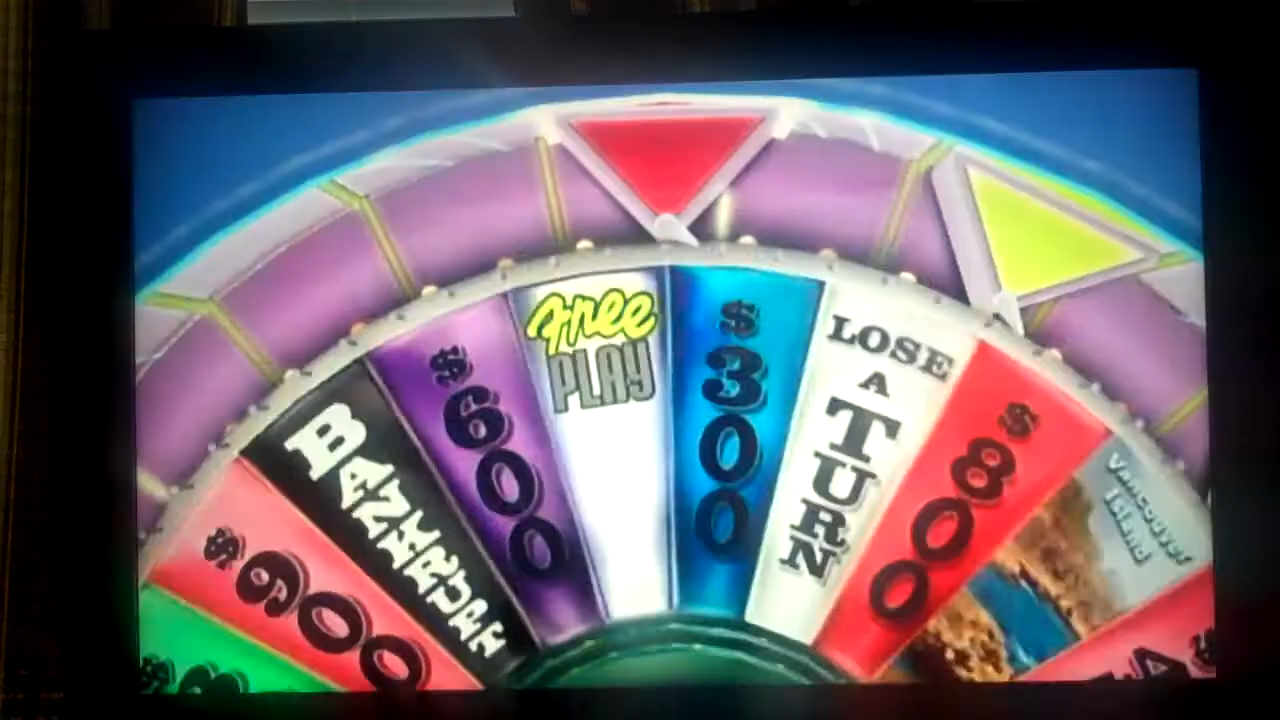 $900
BANKRUPT
$600
Free
PLAY
$300
LOSE
A
TURN
$800
Vancouver
Island